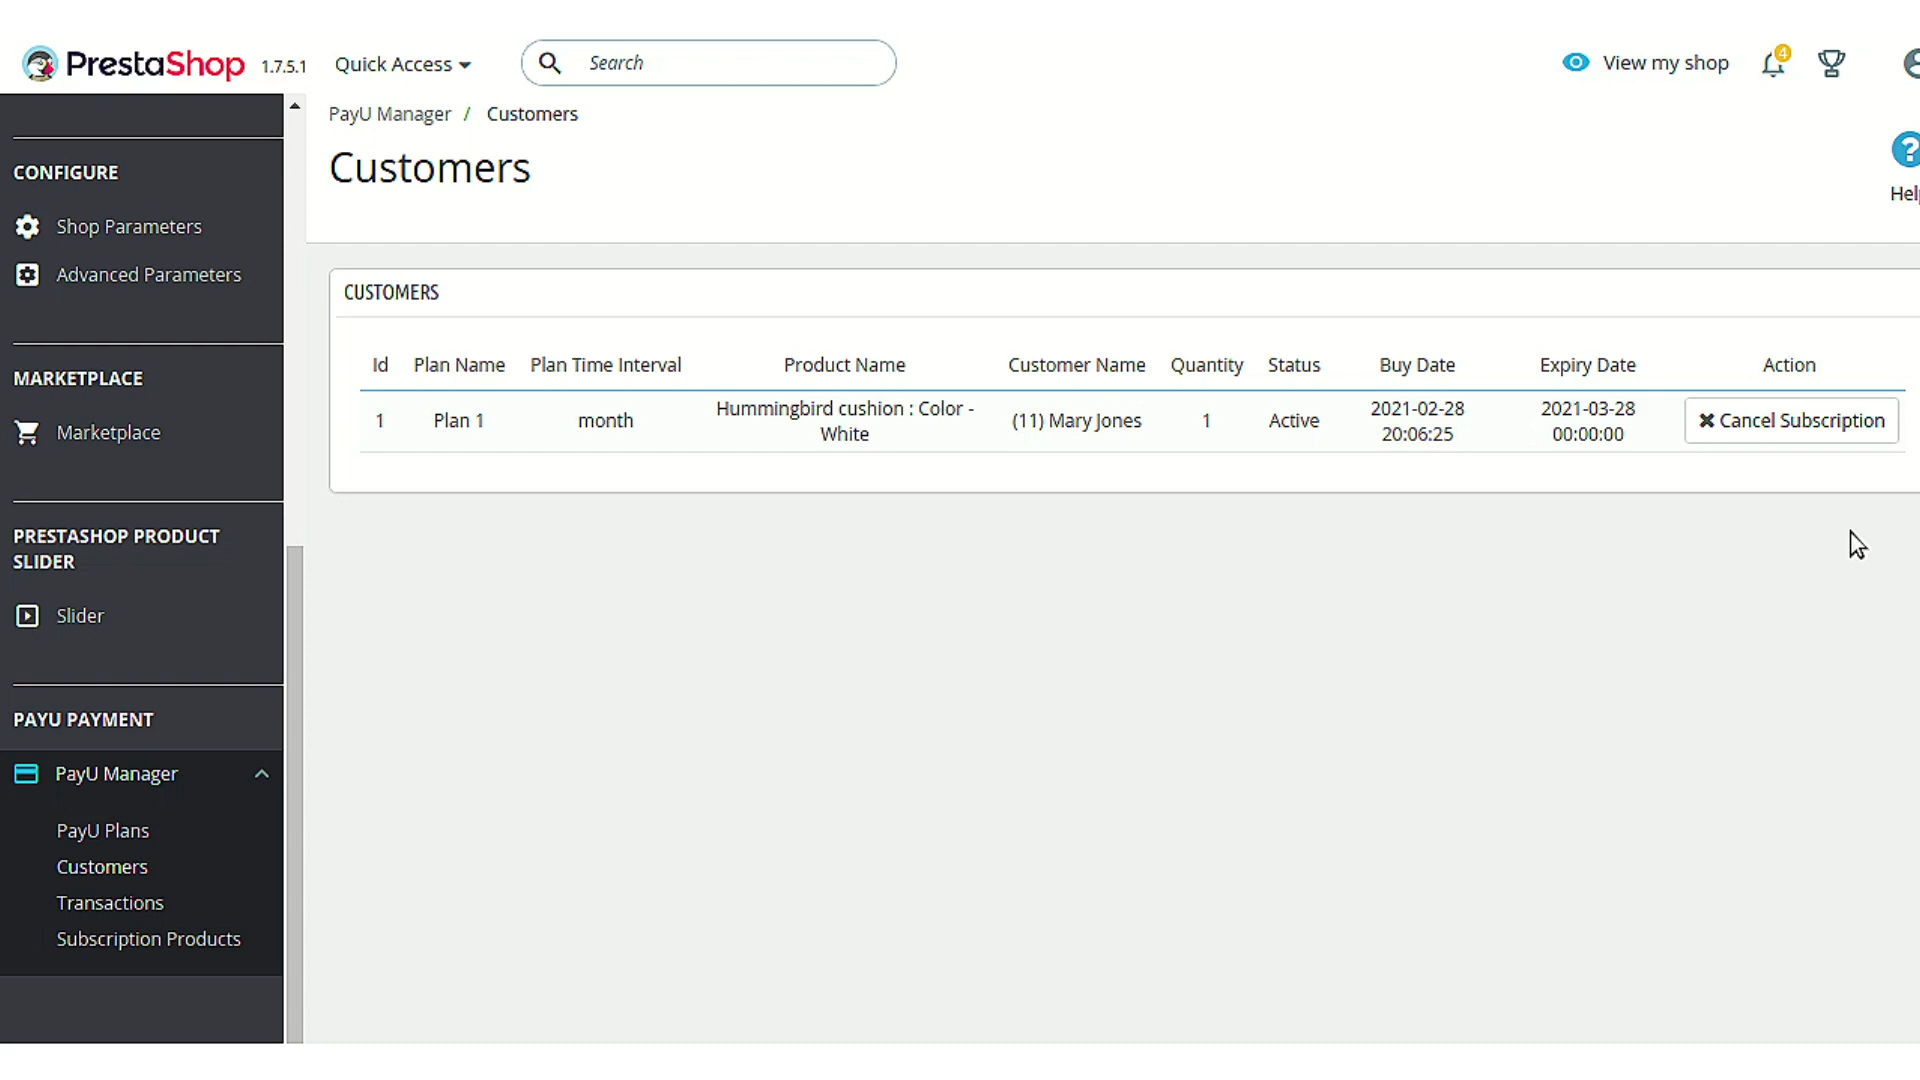 PrestaShop 1.7.5.1 Quick Access Search View my shop 4
PayU Manager / Customers
Customers
?
Hel
CONFIGURE
Shop Parameters
Advanced Parameters
MARKETPLACE
Marketplace
PRESTASHOP PRODUCT
SLIDER
Slider
PAYU PAYMENT
PayU Manager
PayU Plans
Customers
Transactions
Subscription Products
CUSTOMERS
Id Plan Name Plan Time Interval Product Name Customer Name Quantity Status Buy Date Expiry Date Action
1 Plan 1 month Hummingbird cushion : Color - White (11) Mary Jones 1 Active 2021-02-28 20:06:25 2021-03-28 00:00:00 Cancel Subscription